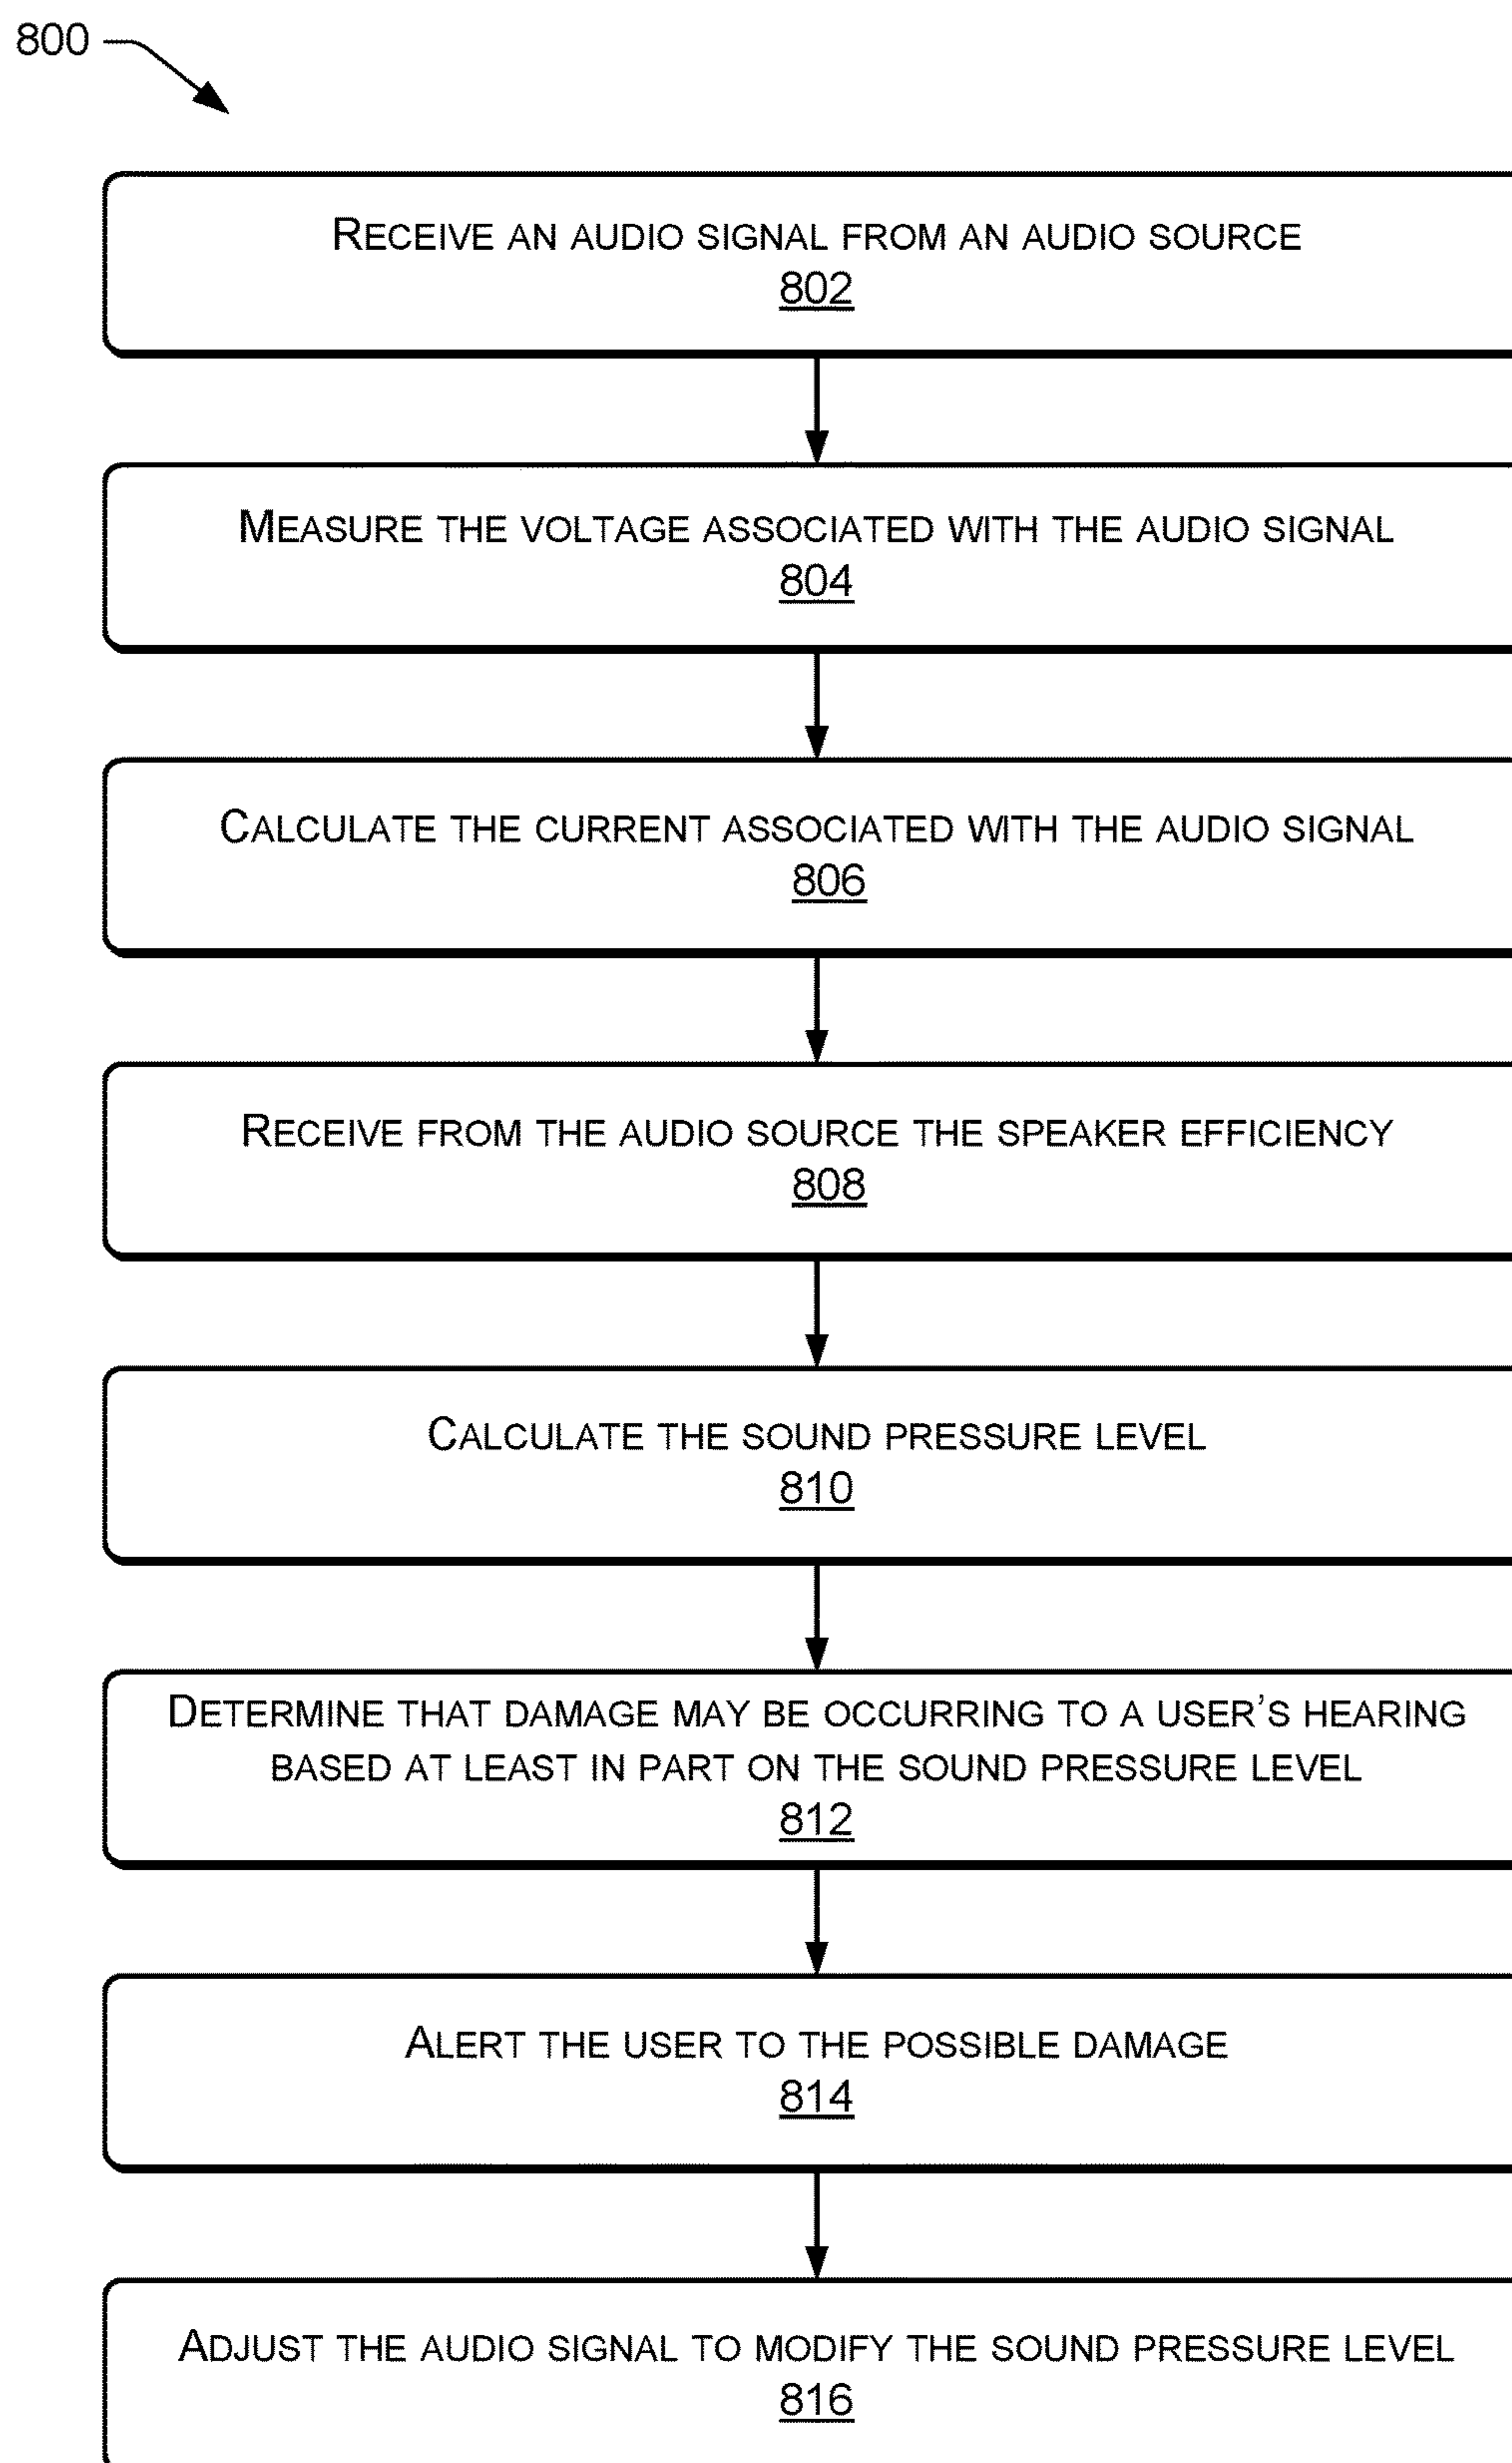 800
RECEIVE AN AUDIO SIGNAL FROM AN AUDIO SOURCE
802
MEASURE THE VOLTAGE ASSOCIATED WITH THE AUDIO SIGNAL
804
CALCULATE THE CURRENT ASSOCIATED WITH THE AUDIO SIGNAL
806
RECEIVE FROM THE AUDIO SOURCE THE SPEAKER EFFICIENCY
808
CALCULATE THE SOUND PRESSURE LEVEL
810
DETERMINE THAT DAMAGE MAY BE OCCURRING TO A USER’S HEARING
BASED AT LEAST IN PART ON THE SOUND PRESSURE LEVEL
812
ALERT THE USER TO THE POSSIBLE DAMAGE
814
ADJUST THE AUDIO SIGNAL TO MODIFY THE SOUND PRESSURE LEVEL
816